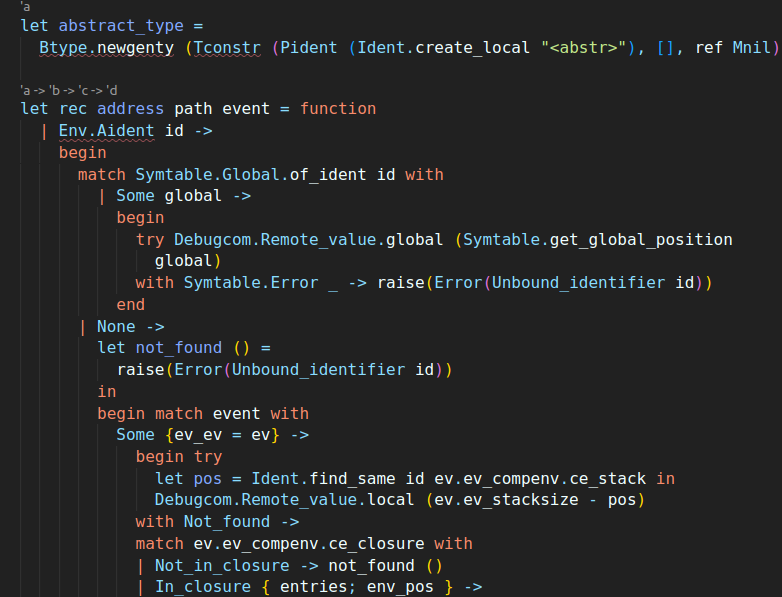 'a
let abstract_type =
  Btype.newgenty (Tconstr (Pident (Ident.create_local "<abstr>"), [], ref Mnil)
'a -> 'b -> 'c -> 'd
let rec address path event = function
  | Env.Aident id ->
    begin
      match Symtable.Global.of_ident id with
        | Some global ->
          begin
            try Debugcom.Remote_value.global (Symtable.get_global_position
              global)
            with Symtable.Error _ -> raise(Error(Unbound_identifier id))
          end
      | None ->
        let not_found () =
          raise(Error(Unbound_identifier id))
        in
        begin match event with
          Some {ev_ev = ev} ->
            begin try
              let pos = Ident.find_same id ev.ev_compenv.ce_stack in
              Debugcom.Remote_value.local (ev.ev_stacksize - pos)
            with Not_found ->
            match ev.ev_compenv.ce_closure with
            | Not_in_closure -> not_found ()
            | In_closure { entries; env_pos } ->